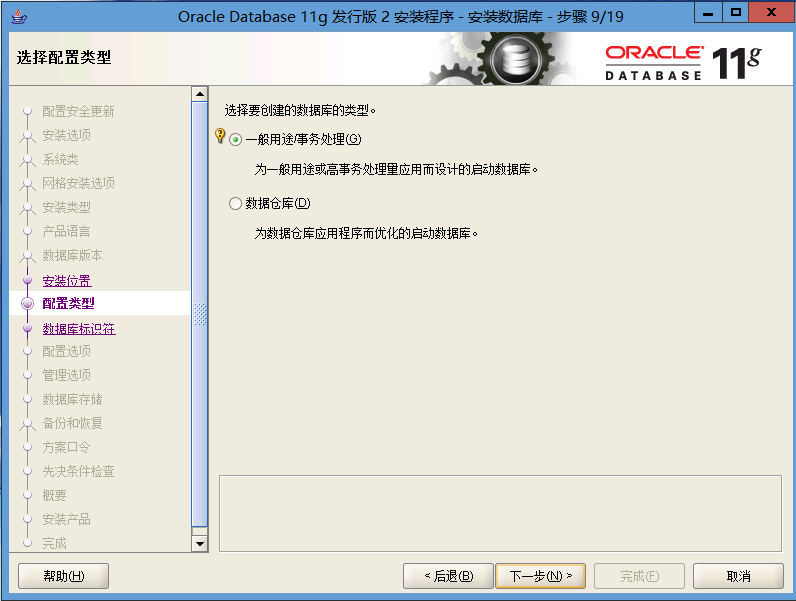 Oracle Database 11g 发行版 2 安装程序 - 安装数据库 - 步骤 9/19
选择配置类型
ORACLE
DATABASE 11g
配置安全更新
安装选项
系统类
网格安装选项
安装类型
产品语言
数据库版本
安装位置
配置类型
数据库标识符
配置选项
管理选项
数据库存储
备份和恢复
方案口令
先决条件检查
概要
安装产品
完成
选择要创建的数据库的类型。
一般用途/事务处理(G)
为一般用途或高事务处理量应用而设计的启动数据库。
数据仓库(D)
为数据仓库应用程序而优化的启动数据库。
帮助(H)
< 后退(B)
下一步(N) >
完成(F)
取消